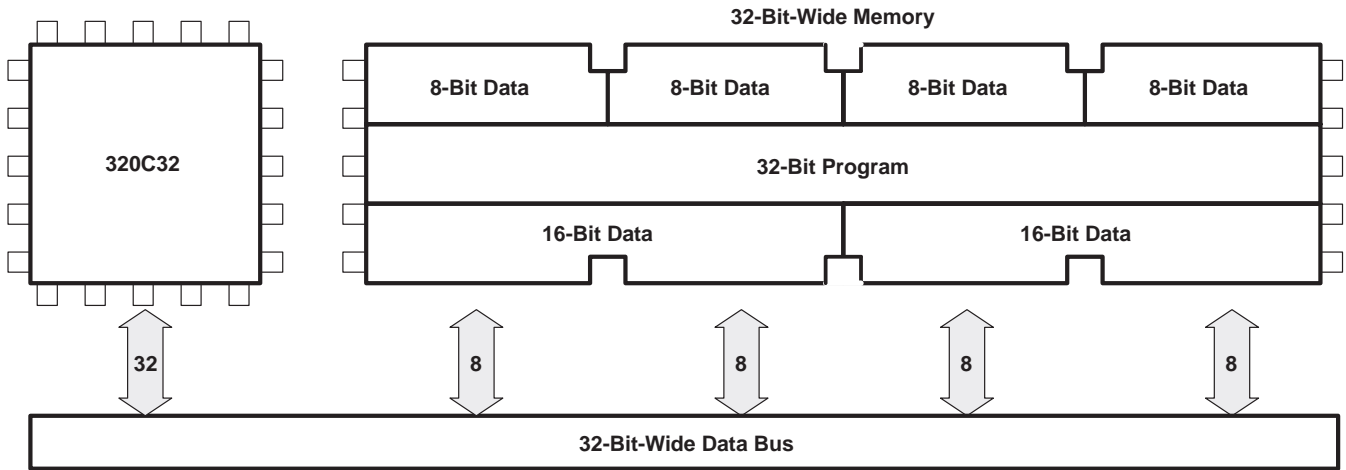 32-Bit-Wide Memory
8-Bit Data
8-Bit Data
8-Bit Data
8-Bit Data
320C32
32-Bit Program
16-Bit Data
16-Bit Data
32
8
8
8
8
32-Bit-Wide Data Bus